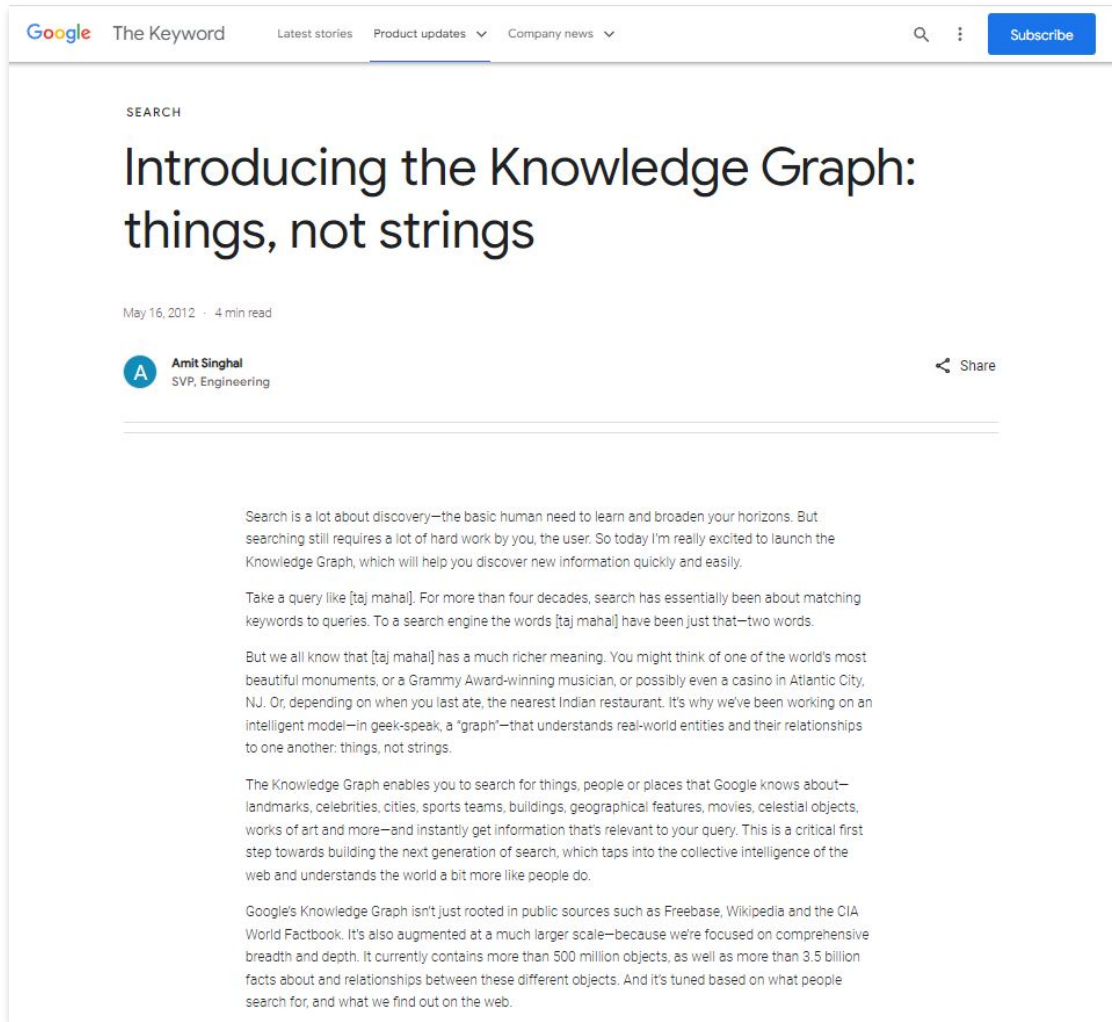 Google The Keyword Latest stories Product updates Company news Subscribe
SEARCH
Introducing the Knowledge Graph:
things, not strings
May 16, 2012 · 4 min read
A
Amit Singhal
SVP, Engineering
Share
Search is a lot about discovery—the basic human need to learn and broaden your horizons. But
searching still requires a lot of hard work by you, the user. So today I'm really excited to launch the
Knowledge Graph, which will help you discover new information quickly and easily.
Take a query like [taj mahal]. For more than four decades, search has essentially been about matching
keywords to queries. To a search engine the words [taj mahal] have been just that—two words.
But we all know that [taj mahal] has a much richer meaning. You might think of one of the world's most
beautiful monuments, or a Grammy Award-winning musician, or possibly even a casino in Atlantic City,
NJ. Or, depending on when you last ate, the nearest Indian restaurant. It's why we've been working on an
intelligent model—in geek-speak, a "graph"—that understands real-world entities and their relationships
to one another: things, not strings.
The Knowledge Graph enables you to search for things, people or places that Google knows about—
landmarks, celebrities, cities, sports teams, buildings, geographical features, movies, celestial objects,
works of art and more—and instantly get information that's relevant to your query. This is a critical first
step towards building the next generation of search, which taps into the collective intelligence of the
web and understands the world a bit more like people do.
Google's Knowledge Graph isn't just rooted in public sources such as Freebase, Wikipedia and the CIA
World Factbook. It's also augmented at a much larger scale—because we're focused on comprehensive
breadth and depth. It currently contains more than 500 million objects, as well as more than 3.5 billion
facts about and relationships between these different objects. And it's tuned based on what people
search for, and what we find out on the web.